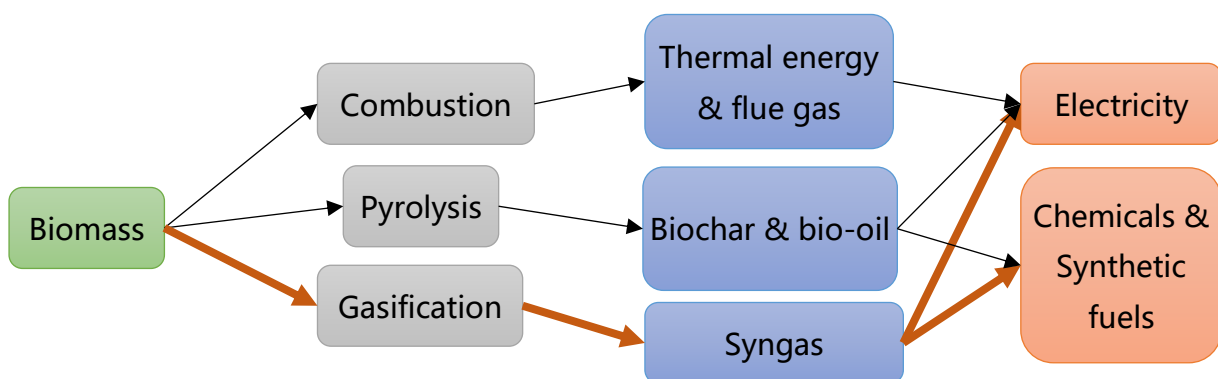 Biomass
Combustion
Pyrolysis
Gasification
Thermal energy
& flue gas
Biochar & bio-oil
Syngas
Electricity
Chemicals &
Synthetic
fuels